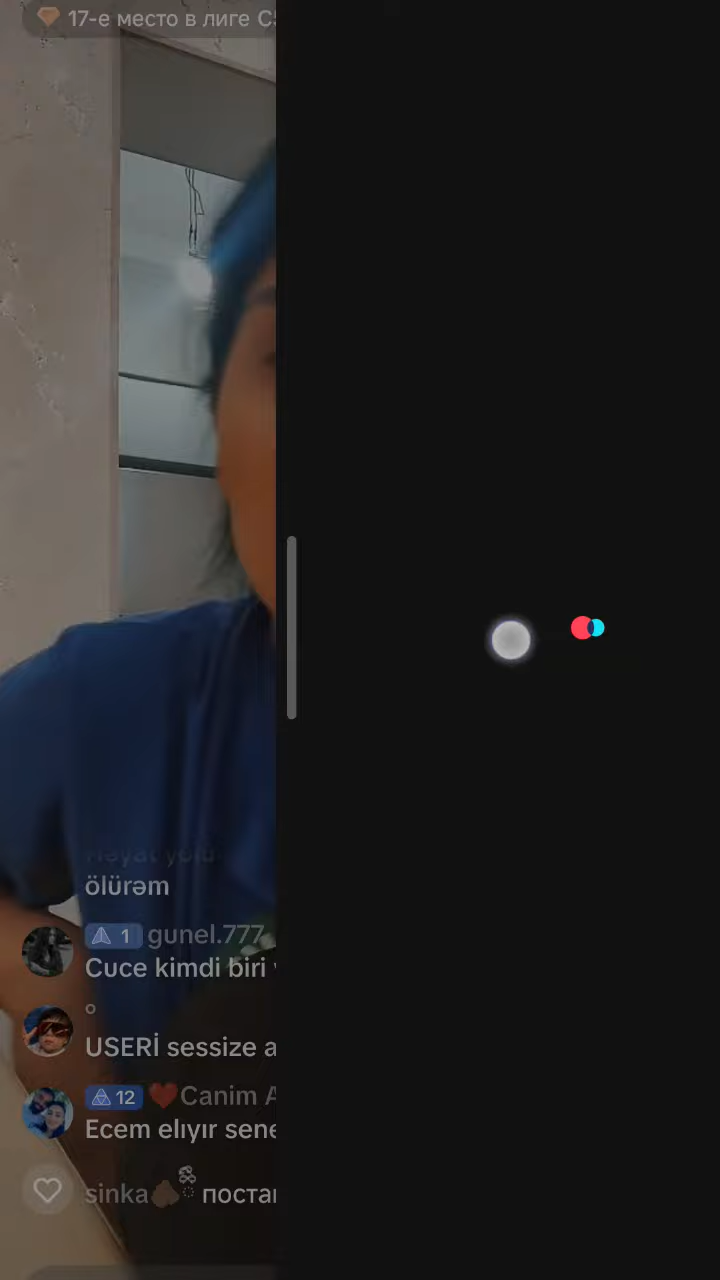 17-е место в лиге
ölürəm
1 gunel.777
Cuce kimdi biri
USERİ sessize a
12 ❤️Canim A
Ecem elıyır sene
sinka постав